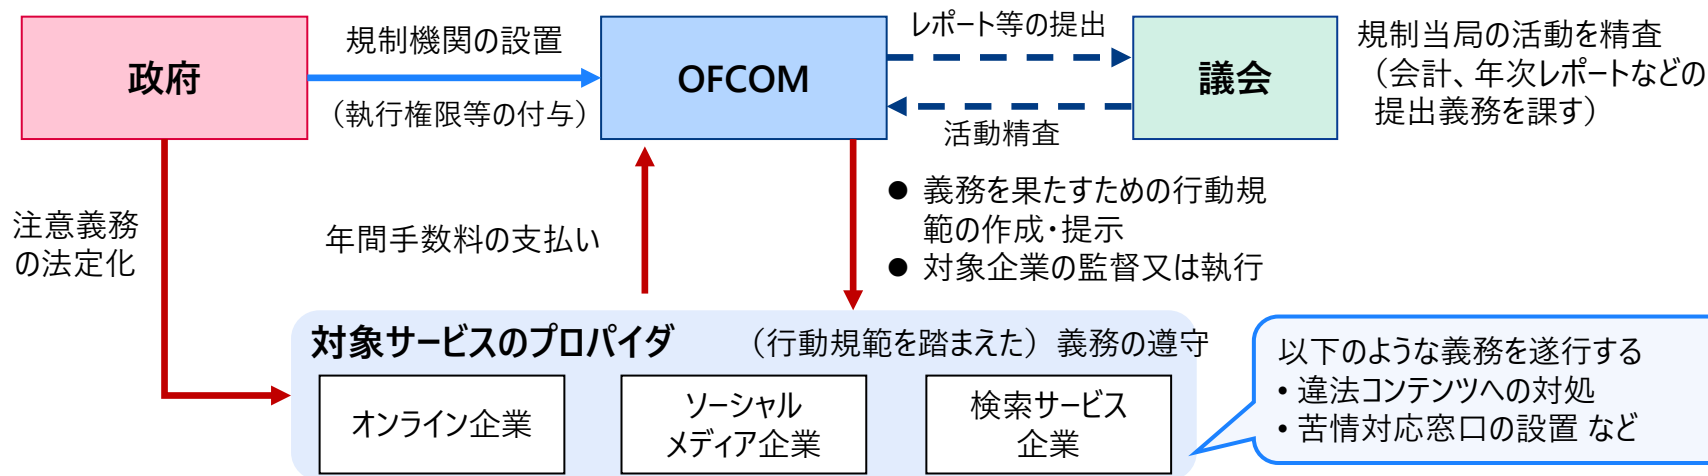 政府
規制機関の設置
（執行権限等の付与）
OFCOM
レポート等の提出
活動精査
議会
規制当局の活動を精査
（会計、年次レポートなどの
提出義務を課す）
注意義務
の法定化
年間手数料の支払い
● 義務を果たすための行動規
範の作成・提示
● 対象企業の監督又は執行
対象サービスのプロバイダ
（行動規範を踏まえた）義務の遵守
オンライン企業
ソーシャル
メディア企業
検索サービス
企業
以下のような義務を遂行する
• 違法コンテンツへの対処
• 苦情対応窓口の設置 など